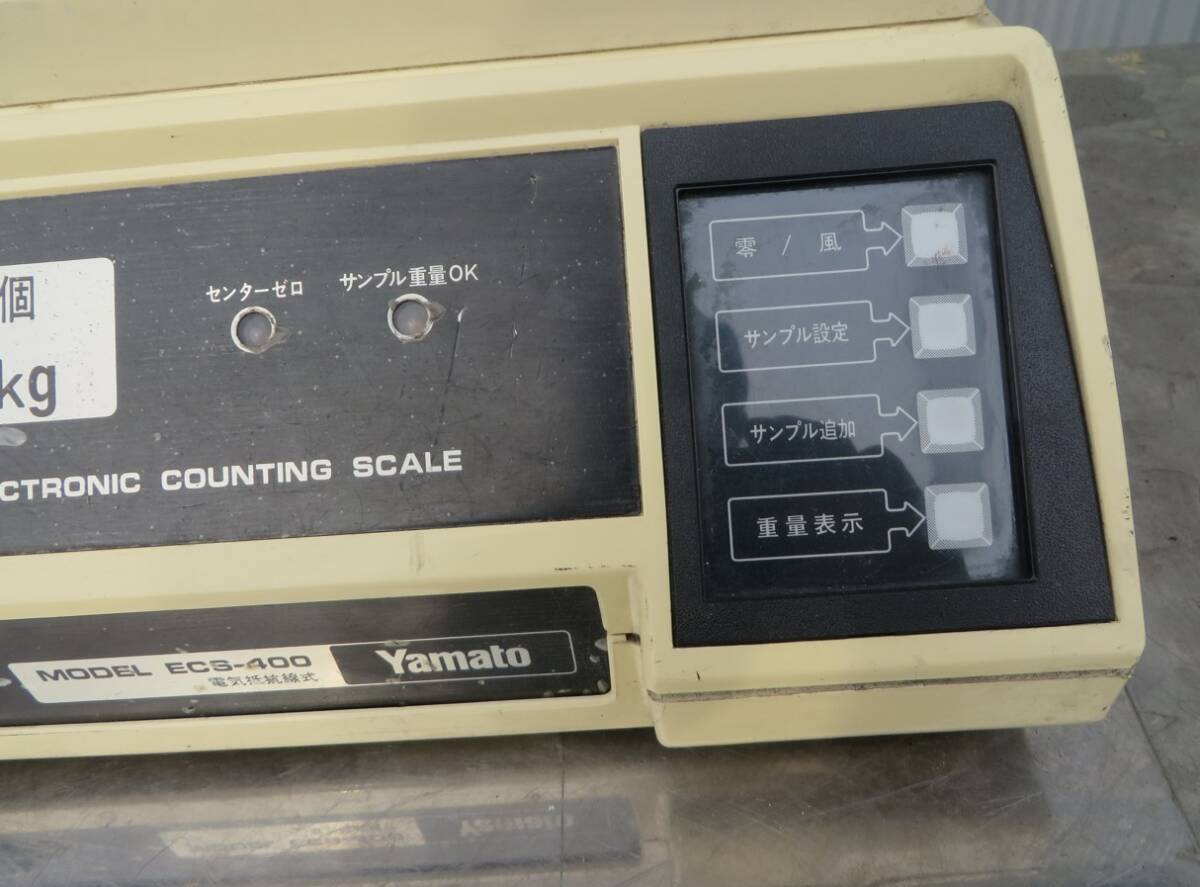 個
kg
センターゼロ
サンプル重量OK
CTRONIC COUNTING SCALE
MODEL ECS-400
電気抵抗線式
Yamato
零 / 風
サンプル設定
サンプル追加
重量表示